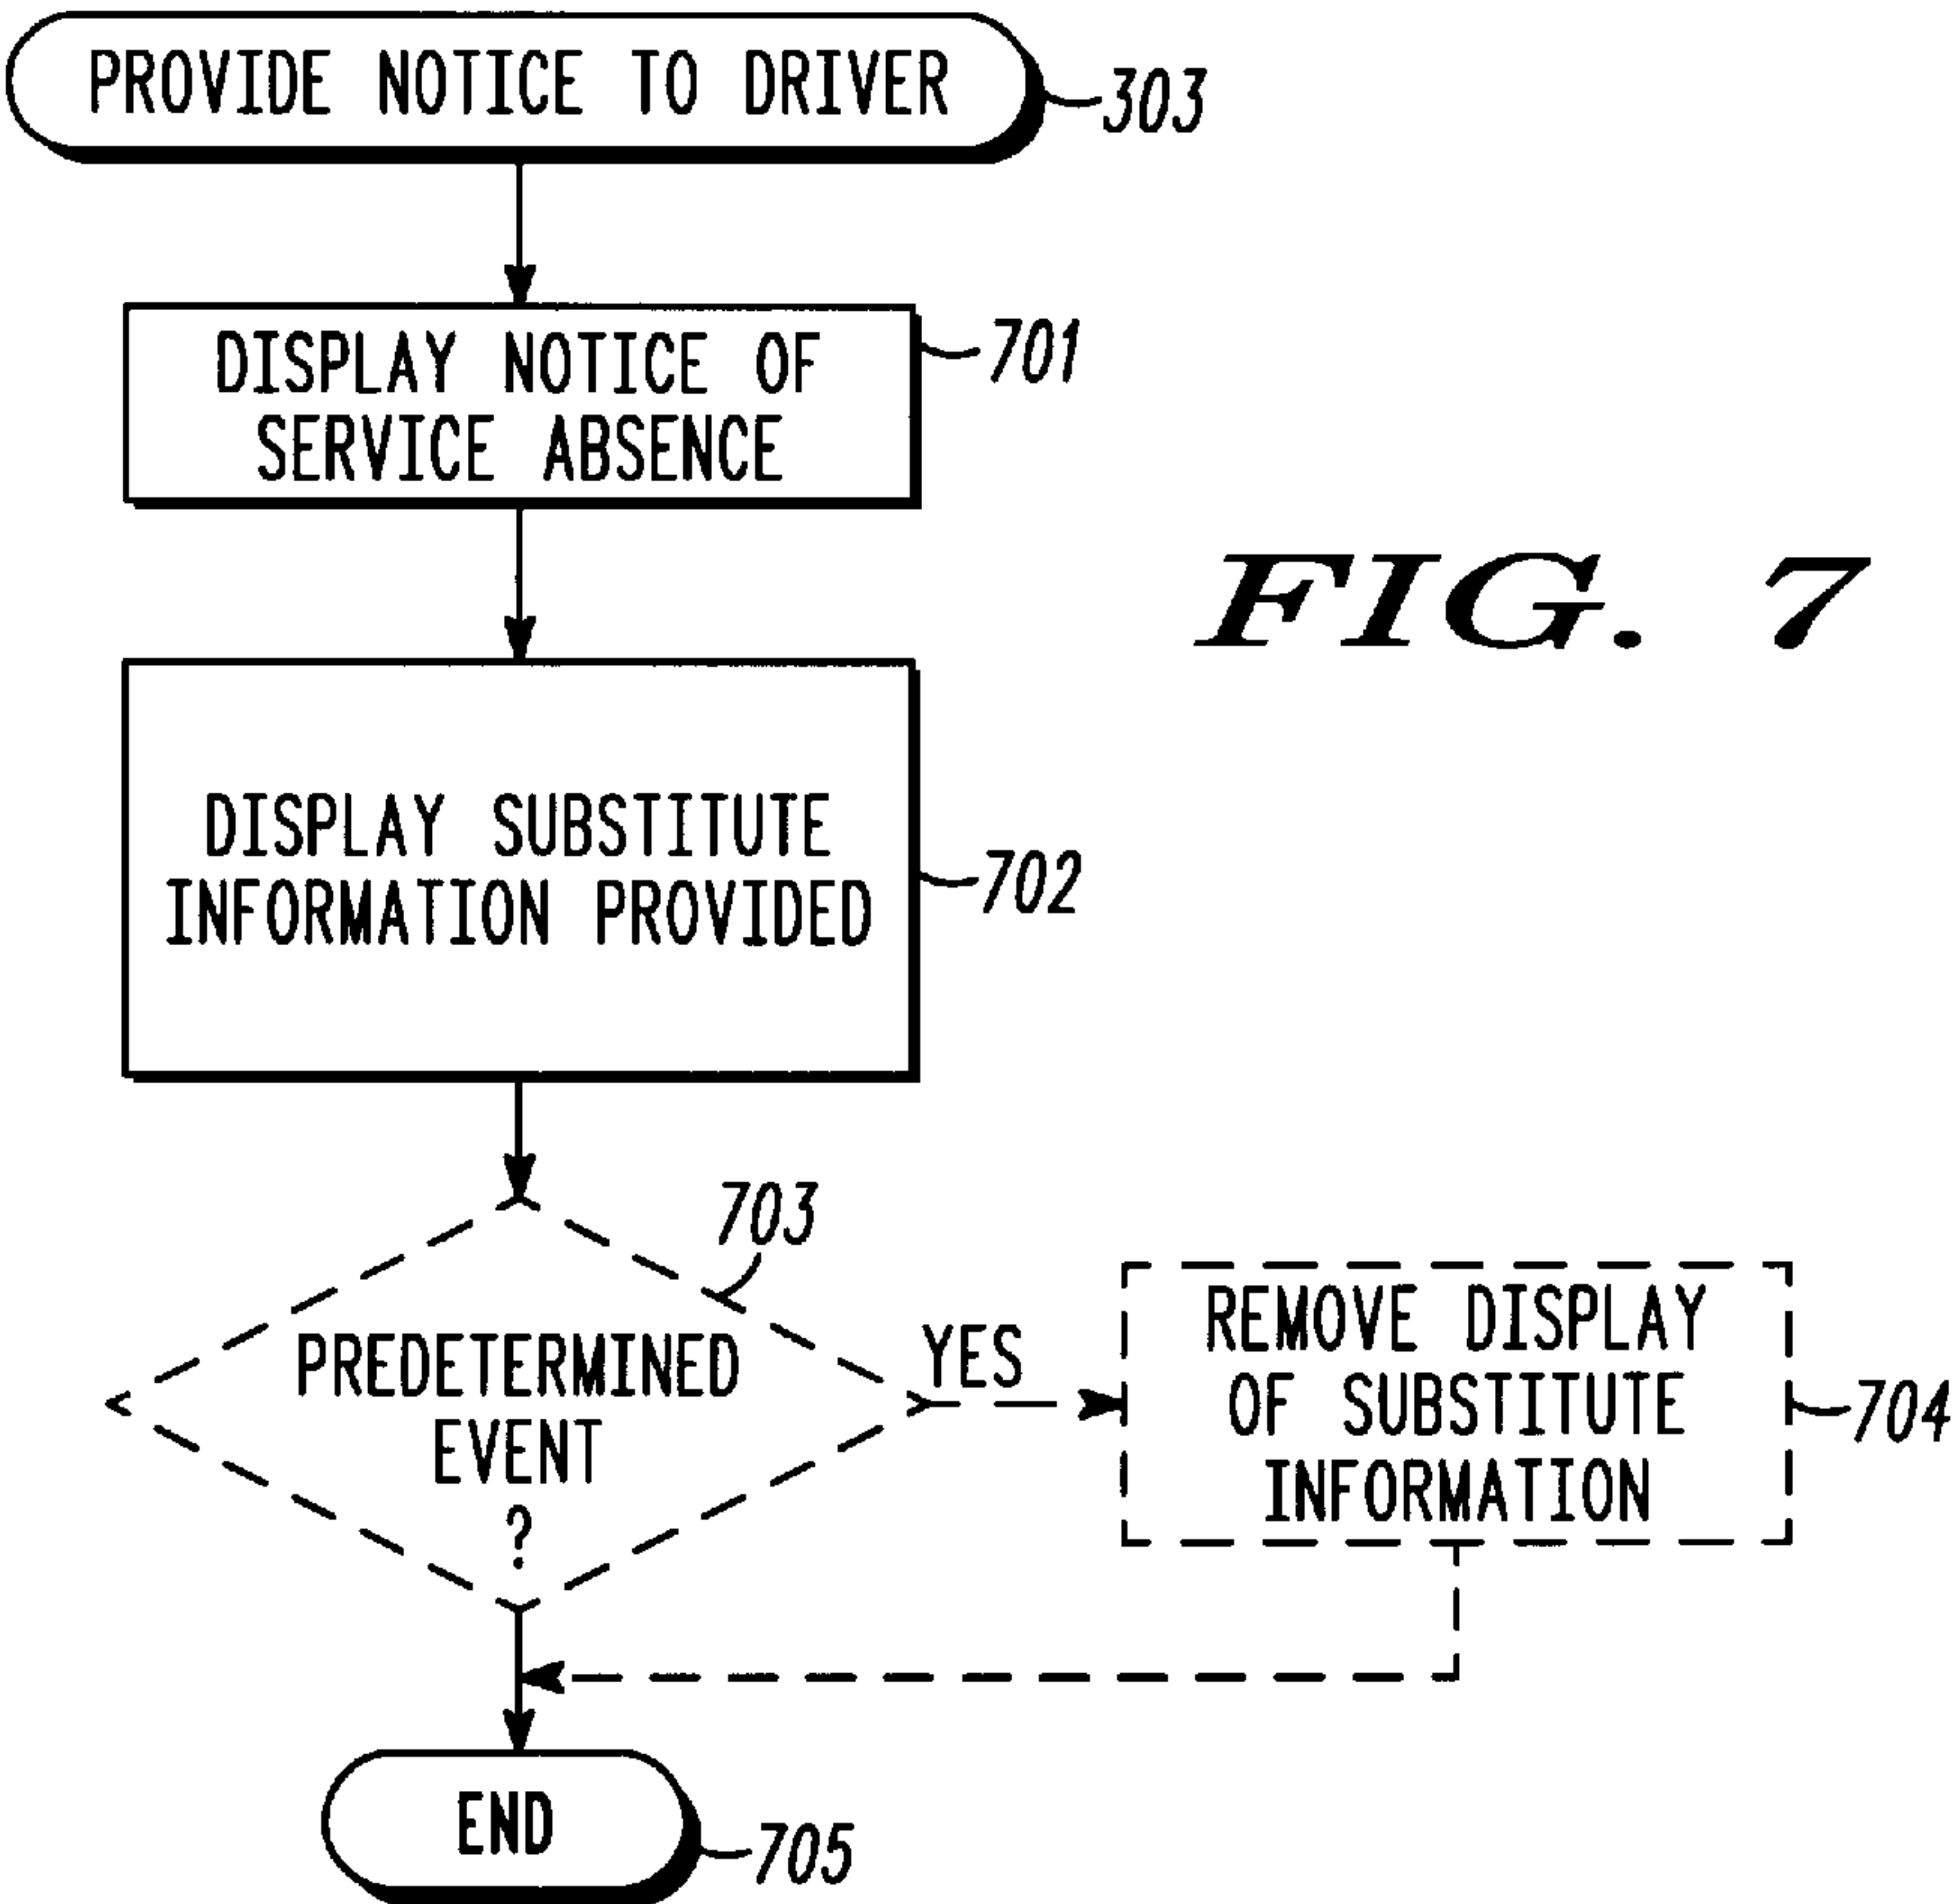 PROVIDE NOTICE TO DRIVER
303
DISPLAY NOTICE OF
SERVICE ABSENCE
701
FIG. 7
DISPLAY SUBSTITUTE
INFORMATION PROVIDED
702
703
PREDETERMINED
EVENT
?
YES
REMOVE DISPLAY
OF SUBSTITUTE
INFORMATION
704
END
705